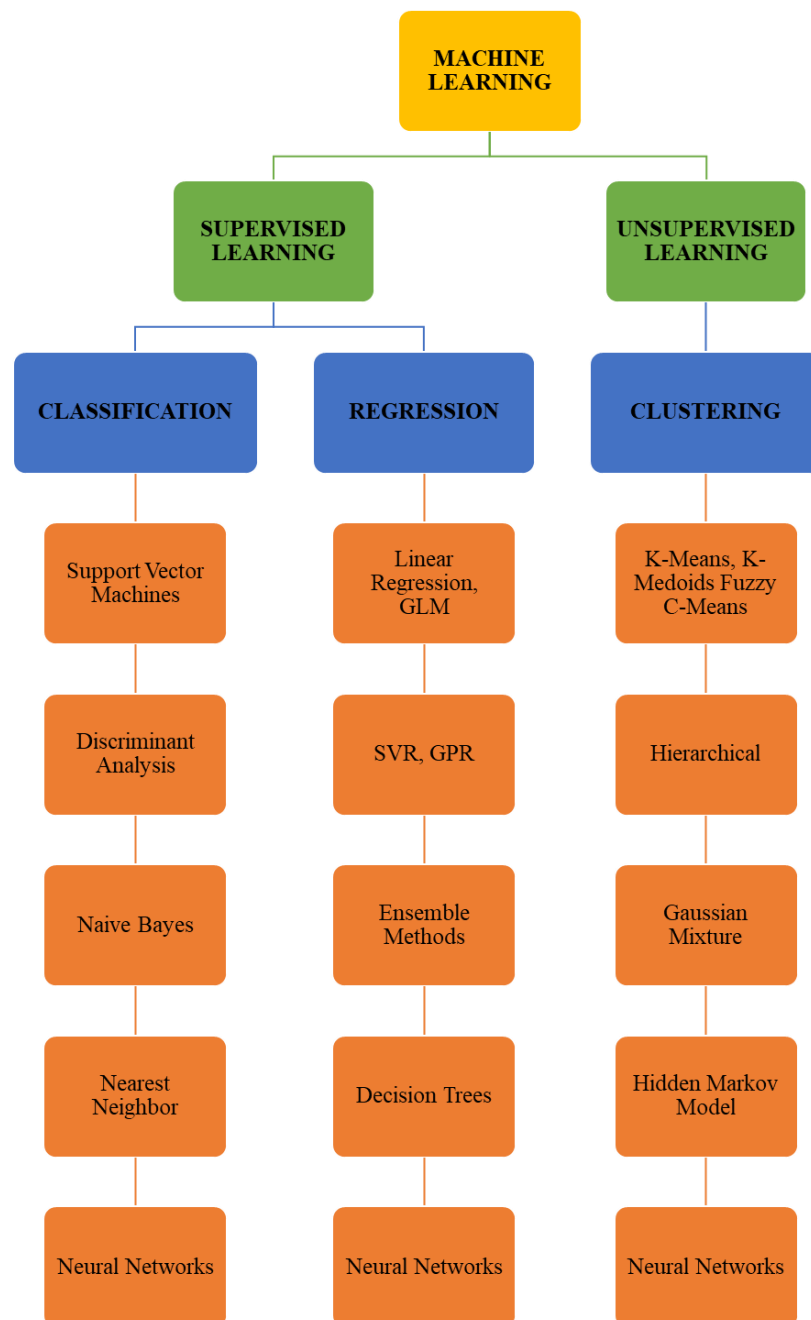 MACHINE
LEARNING
SUPERVISED
LEARNING
UNSUPERVISED
LEARNING
CLASSIFICATION
REGRESSION
CLUSTERING
Support Vector
Machines
Linear
Regression,
GLM
K-Means, K-
Medoids Fuzzy
C-Means
Discriminant
Analysis
SVR, GPR
Hierarchical
Naive Bayes
Ensemble
Methods
Gaussian
Mixture
Nearest
Neighbor
Decision Trees
Hidden Markov
Model
Neural Networks
Neural Networks
Neural Networks